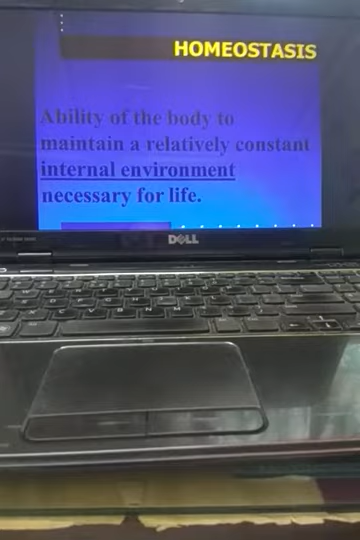 HOMEOSTASIS
Ability of the body to
maintain a relatively constant
internal environment
necessary for life.
DELL